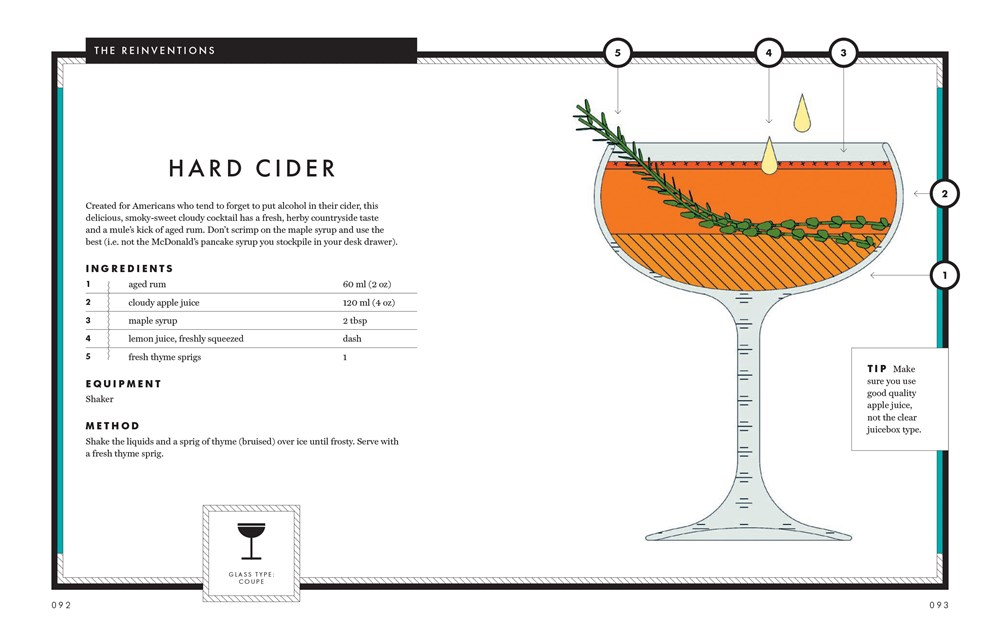 THE REINVENTIONS
HARD CIDER
Created for Americans who tend to forget to put alcohol in their cider, this
delicious, smoky-sweet cloudy cocktail has a fresh, herby countryside taste
and a mule’s kick of aged rum. Don’t scrimp on the maple syrup and use the
best (i.e. not the McDonald’s pancake syrup you stockpile in your desk drawer).
INGREDIENTS
1 aged rum 60 ml (2 oz)
2 cloudy apple juice 120 ml (4 oz)
3 maple syrup 2 tbsp
4 lemon juice, freshly squeezed dash
5 fresh thyme sprigs 1
EQUIPMENT
Shaker
METHOD
Shake the liquids and a sprig of thyme (bruised) over ice until frosty. Serve with
a fresh thyme sprig.
GLASS TYPE:
COUPE
092
5 4 3
2
1
TIP Make
sure you use
good quality
apple juice,
not the clear
juicebox type.
093